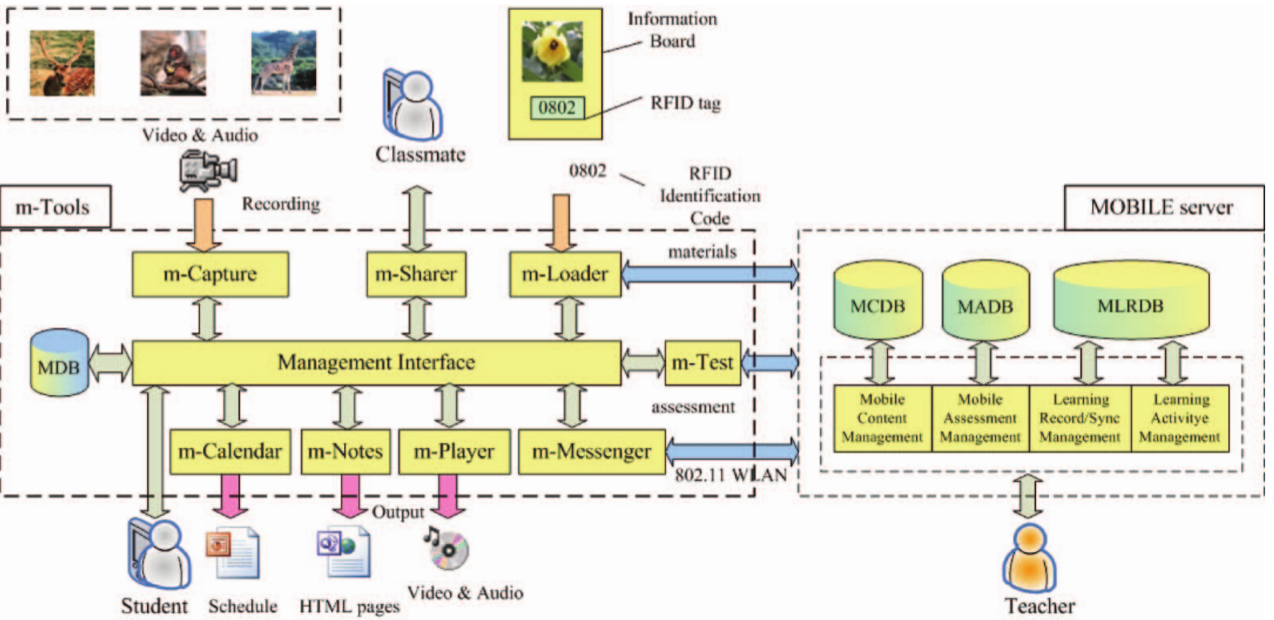 Information
Board
0802
RFID tag
Video & Audio
Classmate
0802
RFID
Identification
Code
m-Tools
Recording
MOBILE server
materials
m-Capture
m-Sharer
m-Loader
MCDB
MADB
MLRDB
MDB
Management Interface
m-Test
assessment
Mobile
Content
Management
Mobile
Assessment
Management
Learning
Record/Sync
Management
Learning
Activitye
Management
m-Calendar
m-Notes
m-Player
m-Messenger
802.11 WLAN
Output
Student
Schedule
HTML pages
Video & Audio
Teacher